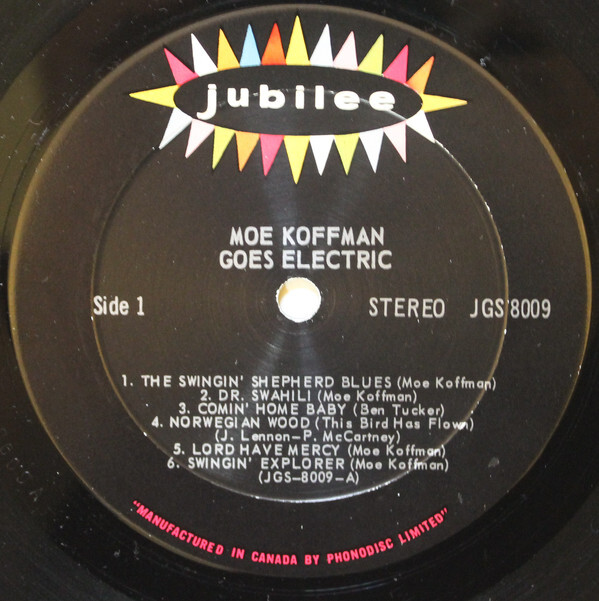 jubilee
MOE KOFFMAN
GOES ELECTRIC
Side 1
STEREO JGS 8009
1. THE SWINGIN' SHEPHERD BLUES (Moe Koffman)
2. DR. SWAHILI (Moe Koffman)
3. COMIN' HOME BABY (Ben Tucker)
4. NORWEGIAN WOOD (This Bird Has Flown)
(J. Lennon-P. McCartney)
5. LORD HAVE MERCY (Moe Koffman)
6. SWINGIN' EXPLORER (Moe Koffman)
(JGS-8009-A)
"MANUFACTURED IN CANADA BY PHONODISC LIMITED"